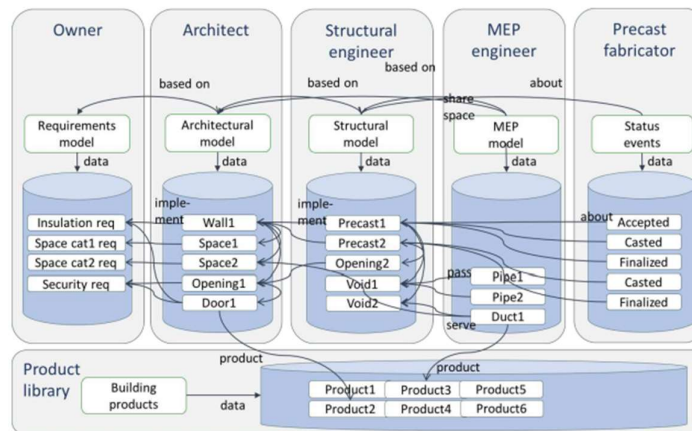 Owner
Architect
Structural
engineer
MEP
engineer
Precast
fabricator
based on
based on
based on
about
share
space
Requirements
model
Architectural
model
Structural
model
MEP
model
Status
events
data
data
data
data
data
imple-
ment
imple-
ment
Insulation req
Space cat1 req
Space cat2 req
Security req
Wall1
Space1
Space2
Opening1
Door1
Precast1
Precast2
Opening2
Void1
Void2
pass
Pipe1
Pipe2
Duct1
serve
about
Accepted
Casted
Finalized
Casted
Finalized
product
product
Product
library
Building
products
data
Product1
Product3
Product5
Product2
Product4
Product6